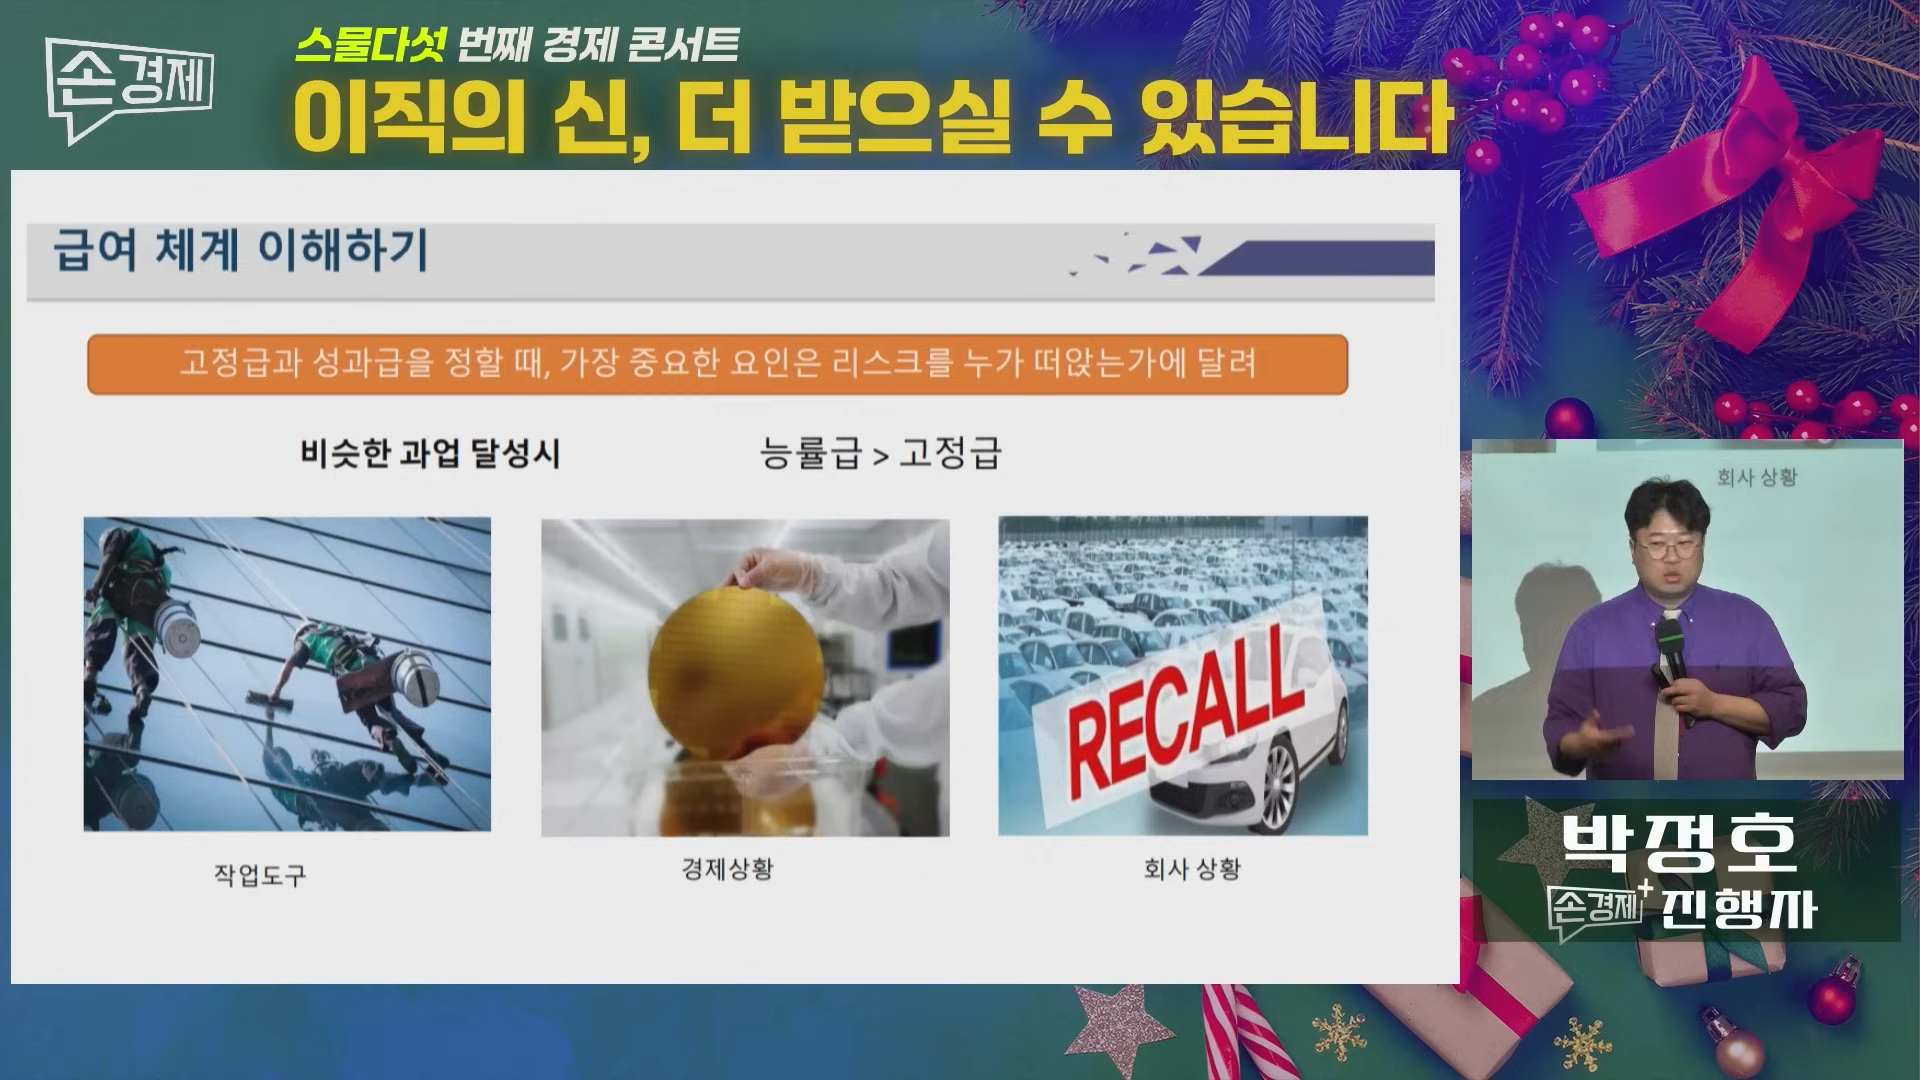 손경제
스물다섯 번째 경제 콘서트
이직의 신, 더 받으실 수 있습니다
급여 체계 이해하기
고정급과 성과급을 정할 때, 가장 중요한 요인은 리스크를 누가 떠앉는가에 달려
비슷한 과업 달성시
능률급 > 고정급
RECALL
작업도구
경제상황
회사 상황
회사 상황
박정호
손경제+ 진행자